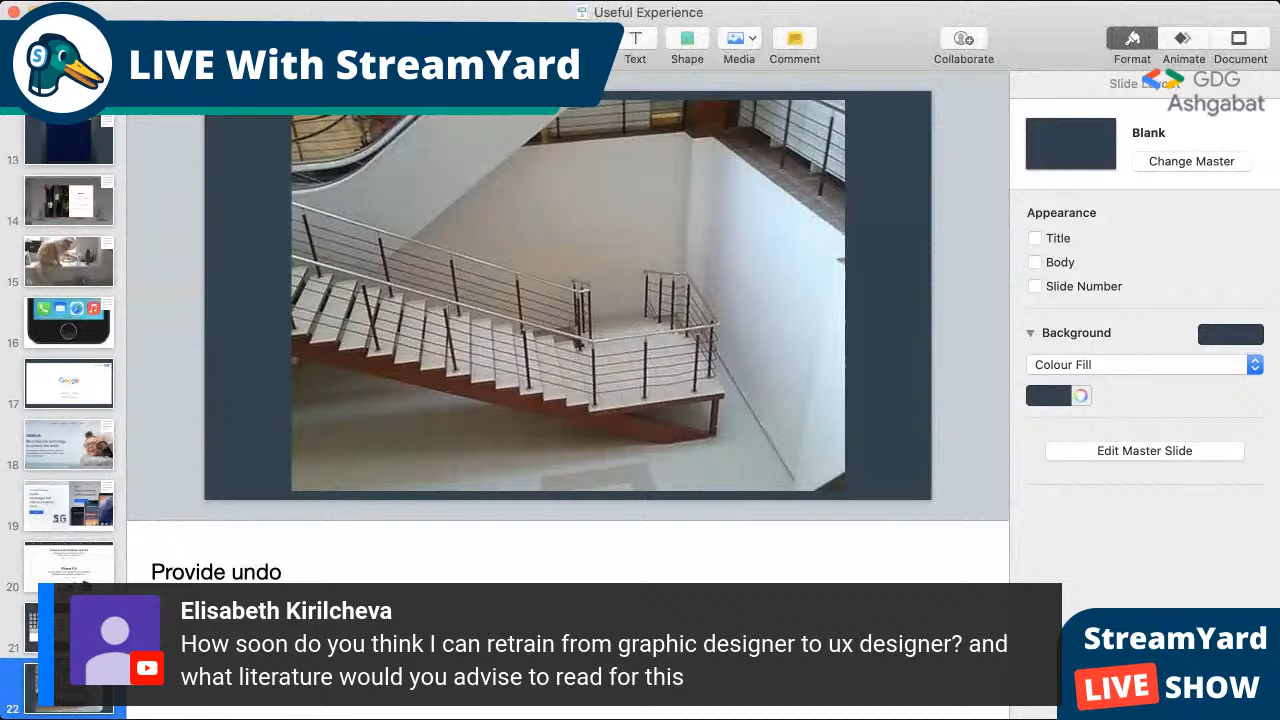 Useful Experience
S
LIVE With StreamYard
Text
Shape
Media
Comment
Collaborate
Format
Animate
Document
GDG
Ashgabat
Blank
Change Master
Appearance
Title
Body
Slide Number
Background
Colour Fill
Edit Master Slide
13
14
15
16
17
Google
18
19
5G
20
21
22
Provide undo
Elisabeth Kirilcheva
How soon do you think I can retrain from graphic designer to ux designer? and
what literature would you advise to read for this
StreamYard
LIVE SHOW